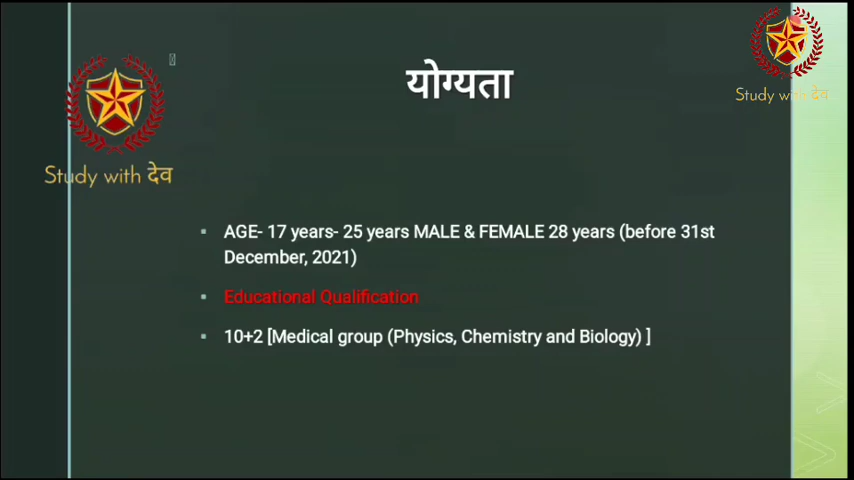 योग्यता
Study with देव
Study with देव
AGE- 17 years- 25 years MALE & FEMALE 28 years (before 31st
December, 2021)
Educational Qualification
10+2 [Medical group (Physics, Chemistry and Biology) ]